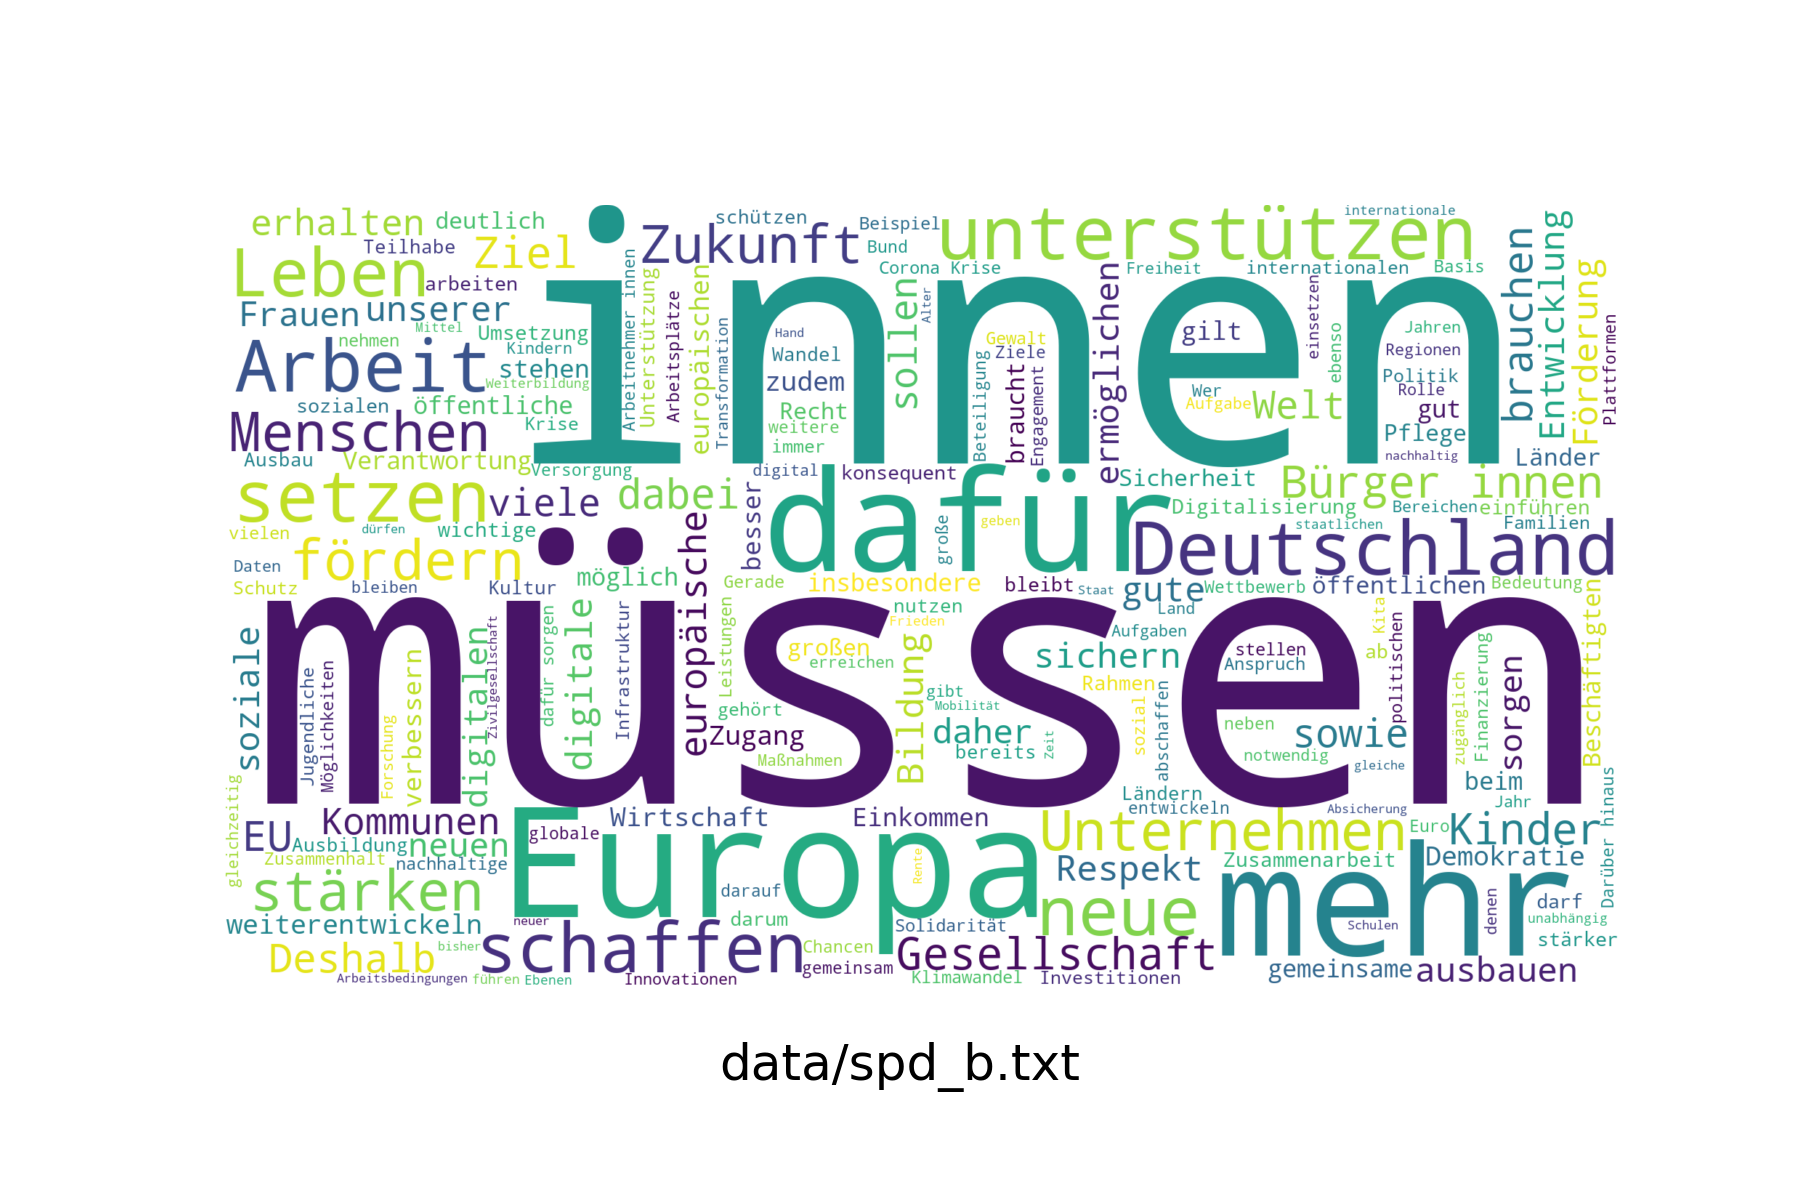 erhalten
deutlich
schützen
Beispiel
unterstützen
internationale
Teilhabe
Ziel
Zukunft
Bund
Leben
arbeiten
Corona Krise
Freiheit
internationalen
Basis
brauchen
Entwicklung
Förderung
Plattformen
Frauen
unserer
Mittel
Umsetzung
nehmen
Kindern
Arbeit
stehen
Weiterbildung
sozialen
öffentliche
Krise
Menschen
Arbeitnehmer innen
Unterstützung
Arbeitsplätze
europäischen
Transformation
innen
Hand
Wandel
zudem
Recht
weitere
immer
sollen
Alter
Gewalt
Ziele
Beteiligung
braucht
Engagement
ermöglichen
gilt
Wer
Aufgabe
Welt
einsetzen
ebenso
Jahren
Regionen
Politik
Rolle
gut
Pflege
nachhaltig
Länder
Ausbau
Verantwortung
Versorgung
digital
konsequent
Sicherheit
Bürger innen
setzen
viele
dabei
besser
dafür
Digitalisierung
Bereichen
einführen
vielen
dürfen
wichtige
europäische
große
geben
staatlichen
Familien
Deutschland
Daten
fördern
möglich
Schutz
bleiben
Kultur
Gerade
insbesondere
bleibt
Staat
gute
Wettbewerb
öffentlichen
Bedeutung
müssen
soziale
Jugendliche
Möglichkeiten
Forschung
verbessern
digitalen
Zivilgesellschaft
dafür sorgen
digitale
Infrastruktur
Leistungen
nutzen
Frieden
großen
erreichen
Bildung
Land
Aufgaben
sichern
stellen
Anspruch
ab
Kita
politischen
Rahmen
gibt
Mobilität
gehört
Zugang
daher
bereits
Zeit
Maßnahmen
sozial
abschaffen
neben
sowie
notwendig
gleiche
zugänglich
Finanzierung
sorgen
Beschäftigten
beim
Ländern
entwickeln
Absicherung
Jahr
gleichzeitig
EU
Kommunen
Ausbildung
neuen
Zusammenhalt
nachhaltige
globale
Wirtschaft
Einkommen
Europa
Rente
Unternehmen
Euro
Kinder
Darüber hinaus
Respekt
Zusammenarbeit
Demokratie
stärken
darauf
darum
neue
mehr
denen
darf
unabhängig
Schulen
weiterentwickeln
neuer
Solidarität
stärker
Deshalb
bisher
schaffen
Chancen
gemeinsam
Gesellschaft
gemeinsame
ausbauen
Arbeitsbedingungen
führen
Ebenen
Innovationen
Klimawandel
Investitionen
data/spd_b.txt